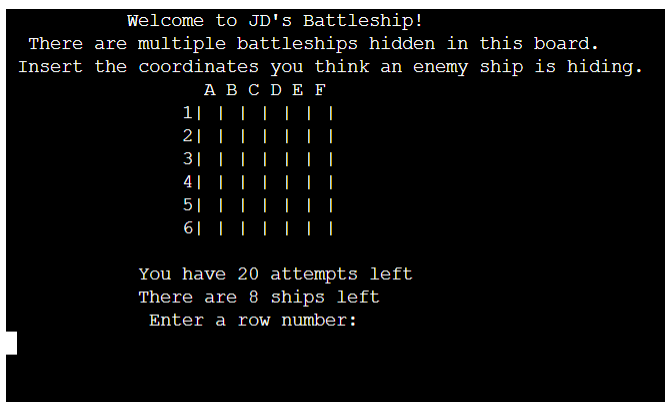 Welcome to JD's Battleship!
There are multiple battleships hidden in this board.
Insert the coordinates you think an enemy ship is hiding.
A B C D E F
1| | | | | | |
2| | | | | | |
3| | | | | | |
4| | | | | | |
5| | | | | | |
6| | | | | | |
You have 20 attempts left
There are 8 ships left
Enter a row number: